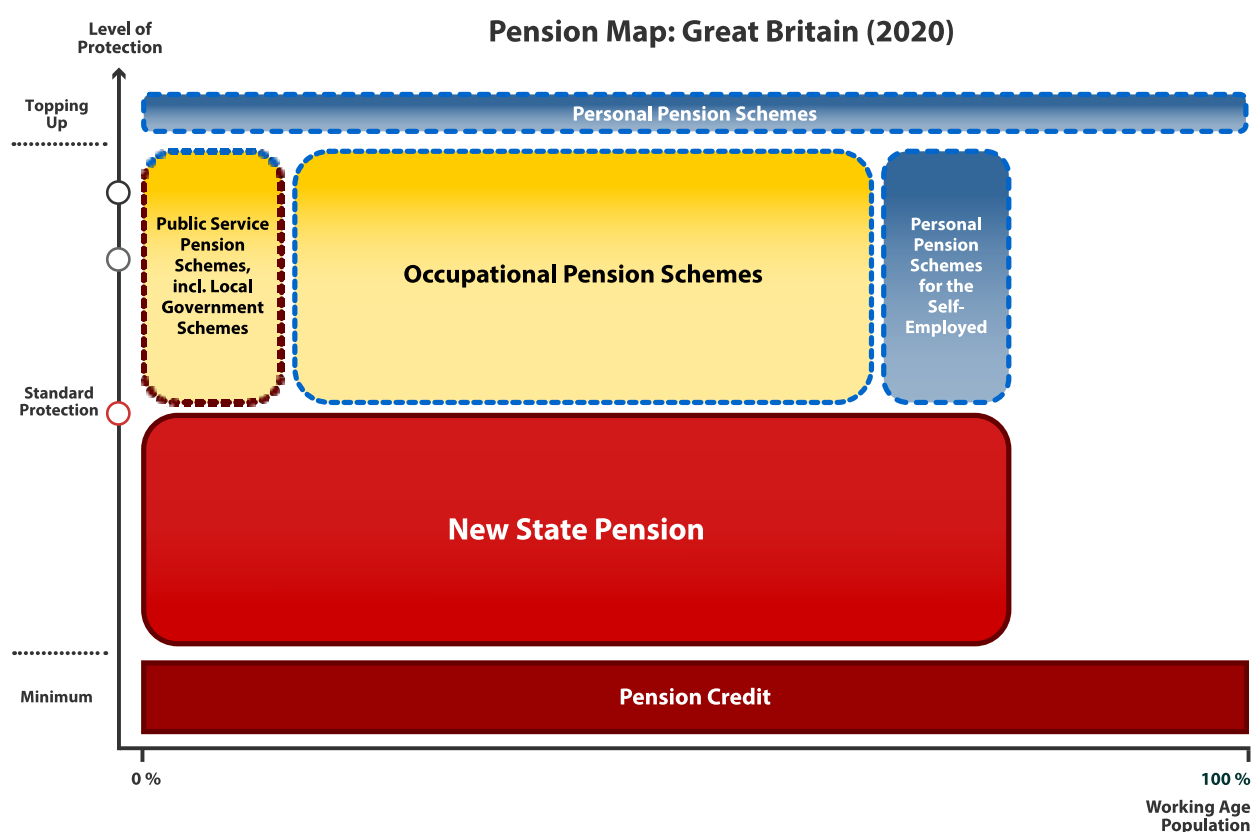 Pension Map: Great Britain (2020)
Level of
Protection
Topping
Up
Personal Pension Schemes
Public Service
Pension
Schemes,
incl. Local
Government
Schemes
Occupational Pension Schemes
Personal
Pension
Schemes
for the
Self-
Employed
Standard
Protection
New State Pension
Minimum
Pension Credit
0 %
100 %
Working Age
Population